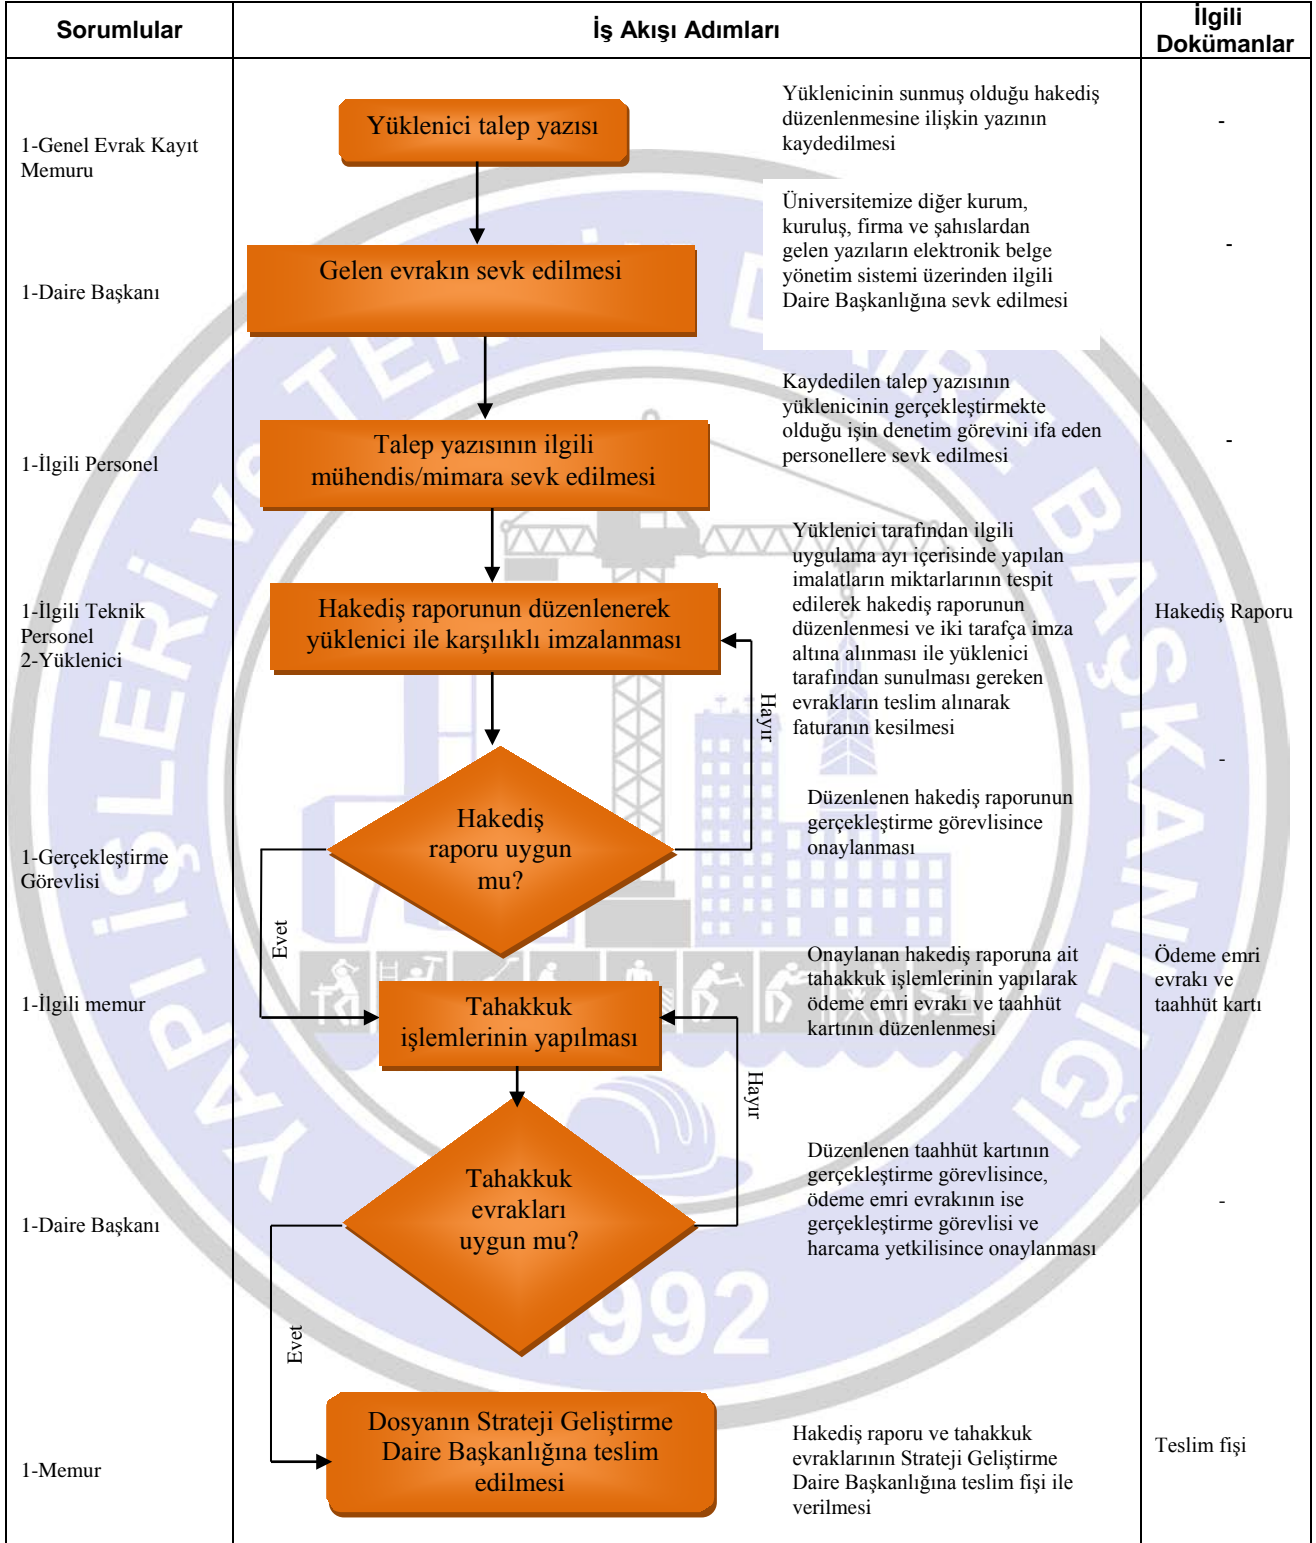 Sorumlular
İş Akışı Adımları
İlgili
Dokümanlar
1-Genel Evrak Kayıt
Memuru
Yüklenici talep yazısı
Yüklenicinin sunmuş olduğu hakediş
düzenlenmesine ilişkin yazının
kaydedilmesi
-
1-Daire Başkanı
Gelen evrakın sevk edilmesi
Üniversitemize diğer kurum,
kuruluş, firma ve şahıslardan
gelen yazıların elektronik belge
yönetim sistemi üzerinden ilgili
Daire Başkanlığına sevk edilmesi
-
1-İlgili Personel
Talep yazısının ilgili
mühendis/mimara sevk edilmesi
Kaydedilen talep yazısının
yüklenicinin gerçekleştirmekte
olduğu işin denetim görevini ifa eden
personellere sevk edilmesi
-
1-İlgili Teknik
Personel
2-Yüklenici
Hakediş raporunun düzenlenerek
yüklenici ile karşılıklı imzalanması
Yüklenici tarafından ilgili
uygulama ayı içerisinde yapılan
imalatların miktarlarının tespit
edilerek hakediş raporunun
düzenlenmesi ve iki tarafça imza
altına alınması ile yüklenici
tarafından sunulması gereken
evrakların teslim alınarak
faturanın kesilmesi
Hakediş Raporu
Hayır
1-Gerçekleştirme
Görevlisi
Hakediş
raporu uygun
mu?
Düzenlenen hakediş raporunun
gerçekleştirme görevlisince
onaylanması
-
Evet
1-İlgili memur
Tahakkuk
işlemlerinin yapılması
Onaylanan hakediş raporuna ait
tahakkuk işlemlerinin yapılarak
ödeme emri evrakı ve taahhüt
kartının düzenlenmesi
Ödeme emri
evrakı ve
taahhüt kartı
Hayır
1-Daire Başkanı
Tahakkuk
evrakları
uygun mu?
Düzenlenen taahhüt kartının
gerçekleştirme görevlisince,
ödeme emri evrakının ise
gerçekleştirme görevlisi ve
harcama yetkilisince onaylanması
-
Evet
1-Memur
Dosyanın Strateji Geliştirme
Daire Başkanlığına teslim
edilmesi
Hakediş raporu ve tahakkuk
evraklarının Strateji Geliştirme
Daire Başkanlığına teslim fişi ile
verilmesi
Teslim fişi
YAPI İŞLERİ ve TEKNİK DAİRE BAŞKANLIĞI
1992